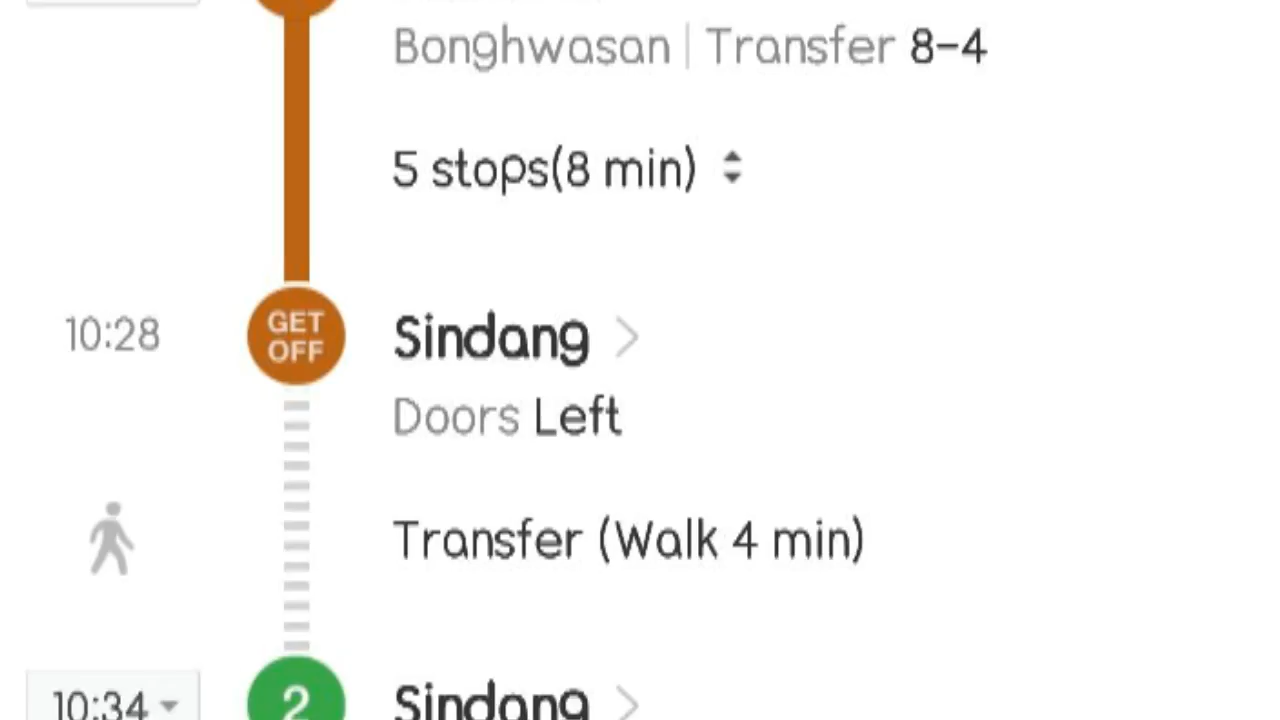 Bonghwasan | Transfer 8-4
5 stops(8 min)
10:28 GET OFF Sindang >
Doors Left
Transfer (Walk 4 min)
10:34 2 Sindang >